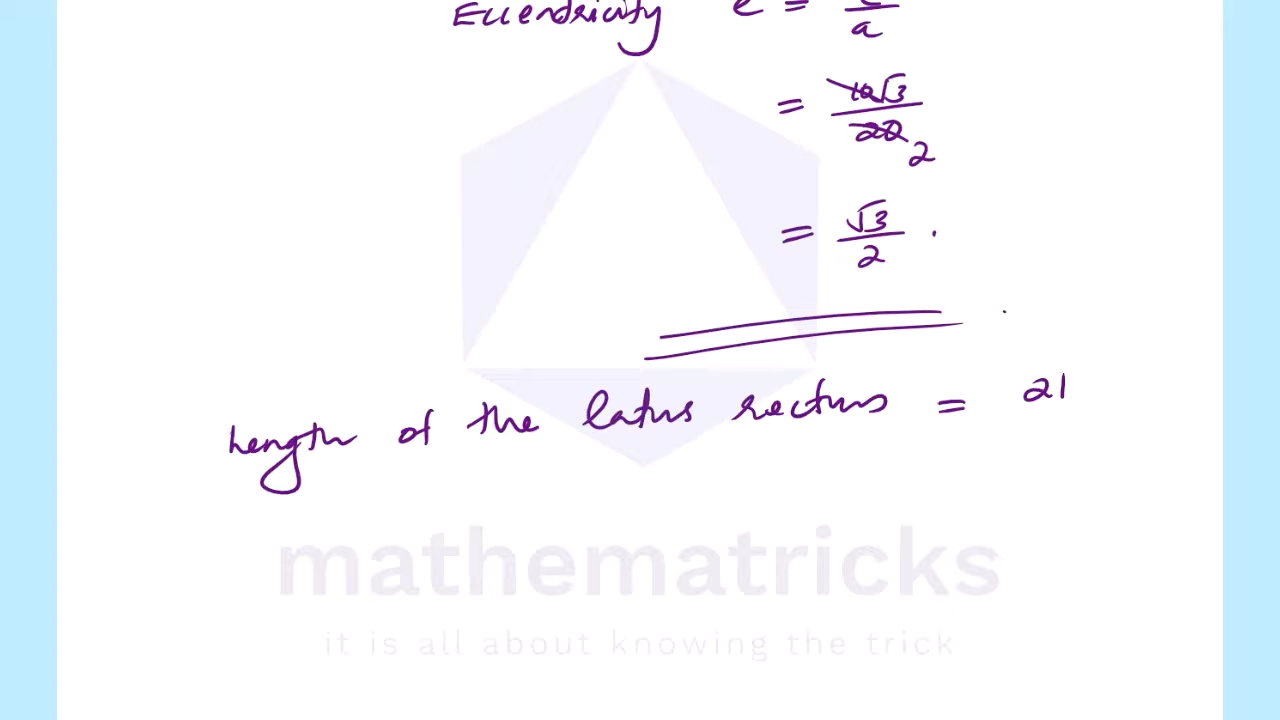 Eccentricity e = c/a
= 10√3/20 2
= √3/2 .
Length of the latus rectum = 2l
mathematricks
it is all about knowing the trick